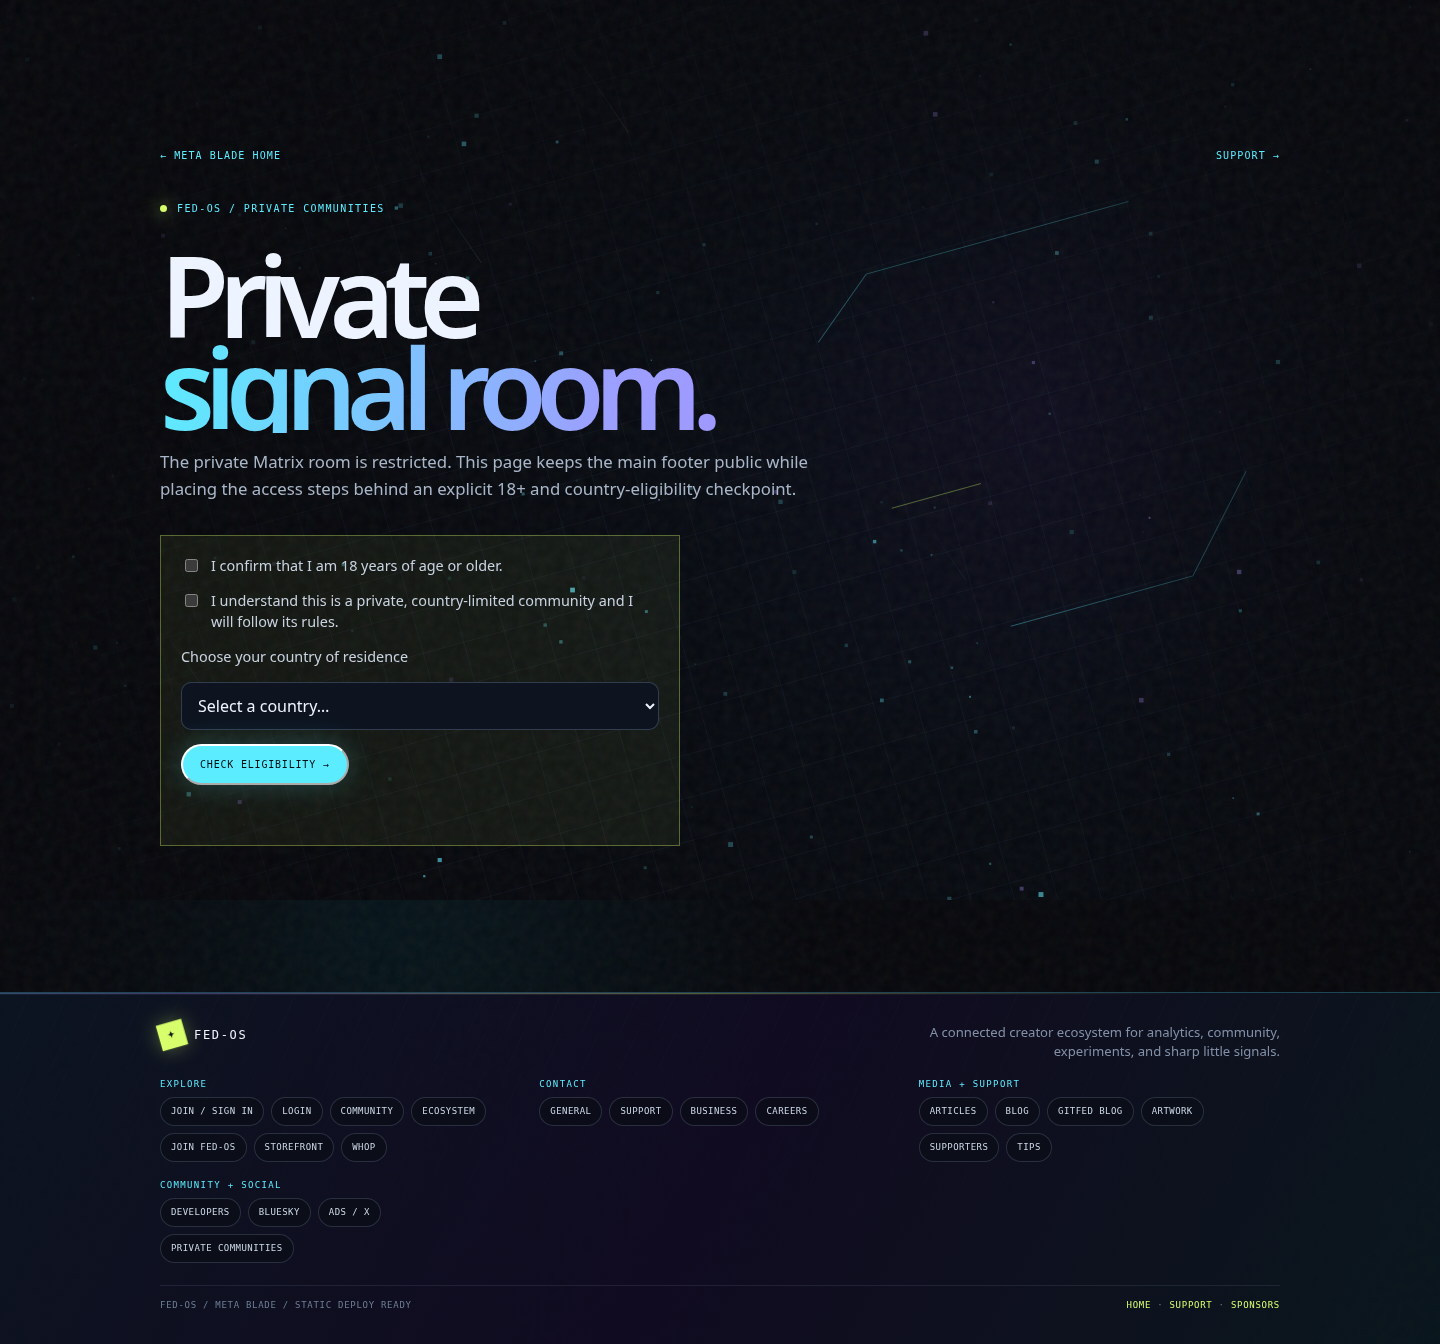 ← META BLADE HOME
SUPPORT →
FED-OS / PRIVATE COMMUNITIES
Private
signal room.
The private Matrix room is restricted. This page keeps the main footer public while
placing the access steps behind an explicit 18+ and country-eligibility checkpoint.
I confirm that I am 18 years of age or older.
I understand this is a private, country-limited community and I
will follow its rules.
Choose your country of residence
Select a country...
CHECK ELIGIBILITY →
FED-OS
A connected creator ecosystem for analytics, community,
experiments, and sharp little signals.
EXPLORE
JOIN / SIGN IN LOGIN COMMUNITY ECOSYSTEM
JOIN FED-OS STOREFRONT WHOP
CONTACT
GENERAL SUPPORT BUSINESS CAREERS
MEDIA + SUPPORT
ARTICLES BLOG GITFED BLOG ARTWORK
SUPPORTERS TIPS
COMMUNITY + SOCIAL
DEVELOPERS BLUESKY ADS / X
PRIVATE COMMUNITIES
FED-OS / META BLADE / STATIC DEPLOY READY
HOME · SUPPORT · SPONSORS